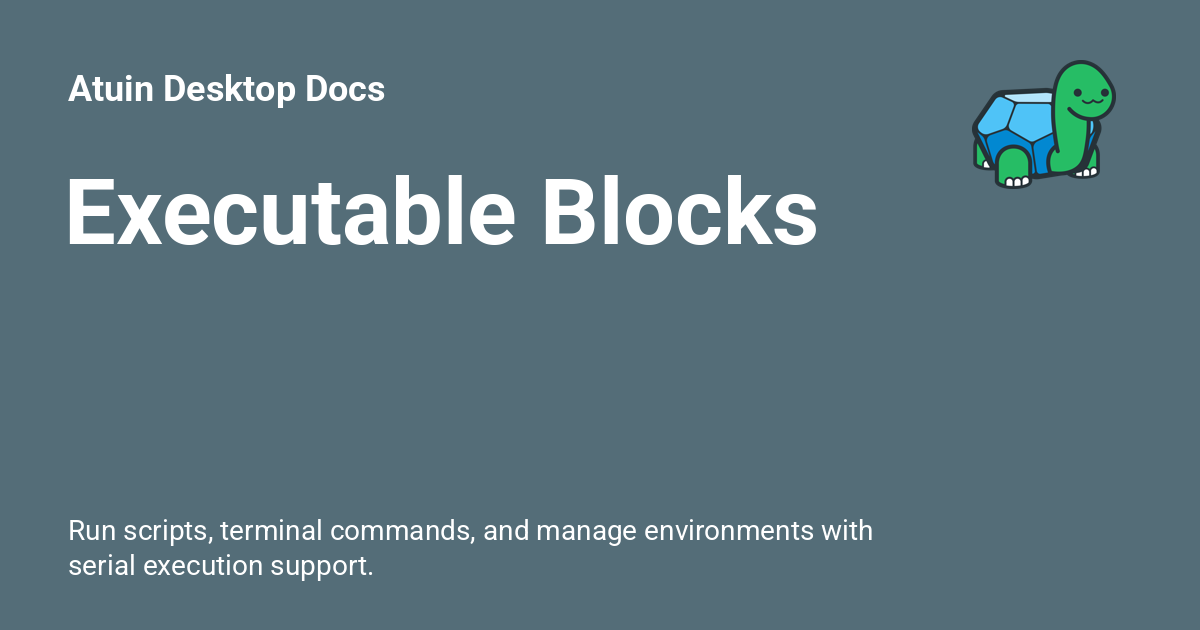 Atuin Desktop Docs
Executable Blocks
Run scripts, terminal commands, and manage environments with
serial execution support.